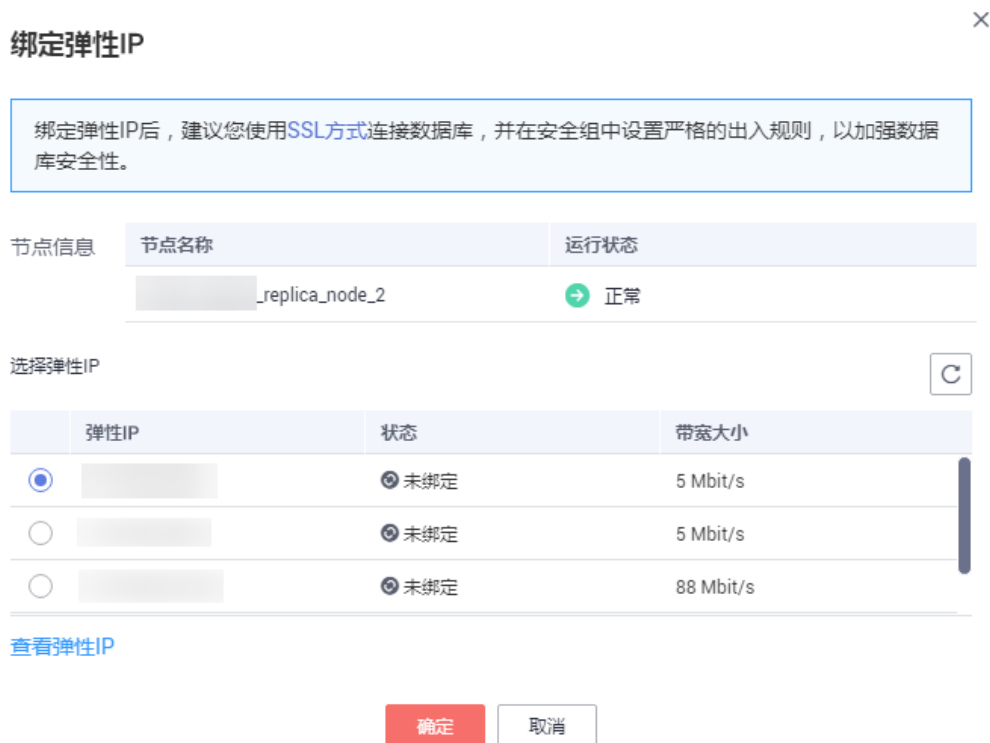 绑定弹性IP
绑定弹性IP后，建议您使用SSL方式连接数据库，并在安全组中设置严格的出入规则，以加强数据
库安全性。
节点信息 节点名称 运行状态
_replica_node_2 正常
选择弹性IP
弹性IP 状态 带宽大小
未绑定 5 Mbit/s
未绑定 5 Mbit/s
未绑定 88 Mbit/s
查看弹性IP
确定 取消